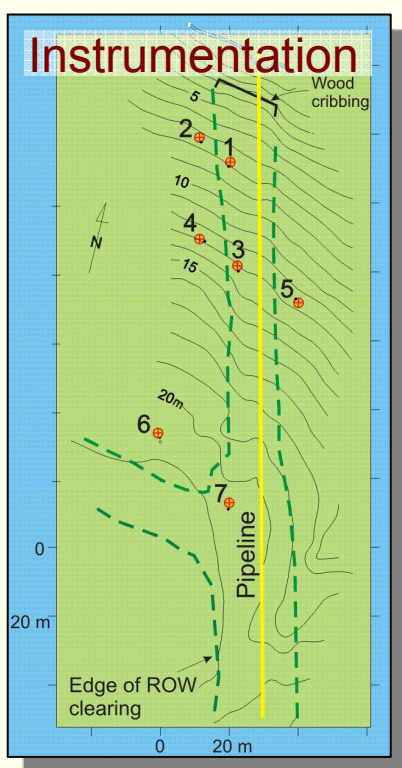 Instrumentation
Wood
cribbing
5
2
1
10
4
3
N
15
5
20m
6
7
0
Pipeline
20 m
Edge of ROW
clearing
0 20 m